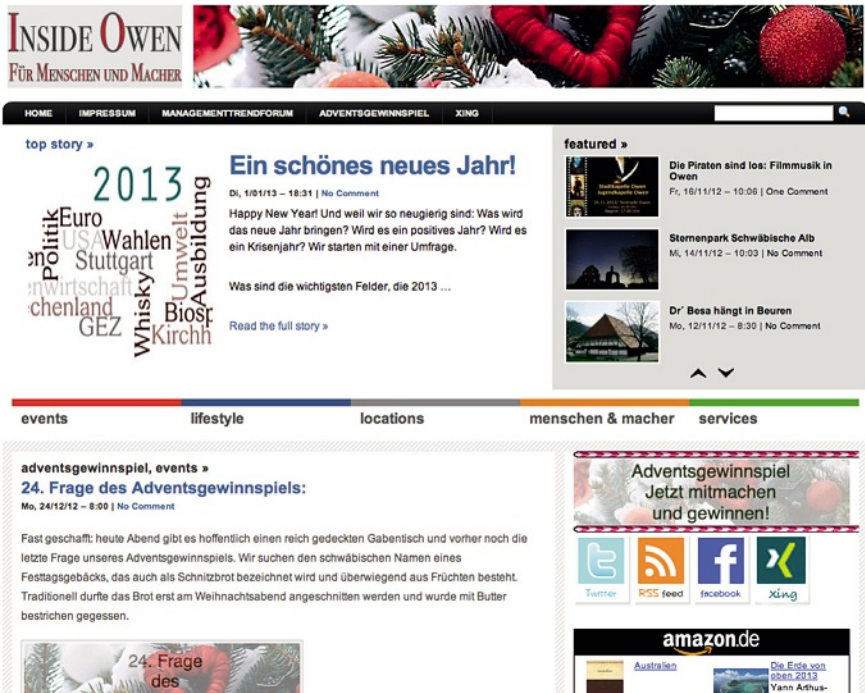 INSIDE OWEN
FÜR MENSCHEN UND MACHER
HOME IMPRESSUM MANAGEMENTTRENDFORUM ADVENTSGEWINNSPIEL XING
top story »
2013
Politik
Euro
USA
Wahlen
Stuttgart
enwirtschaft
chenland
GEZ
Whisky
Umwelt
Ausbildung
Biosp
Kirchh
Ein schönes neues Jahr!
Di, 1/01/13 – 18:31 | No Comment
Happy New Year! Und weil wir so neugierig sind: Was wird
das neue Jahr bringen? Wird es ein positives Jahr? Wird es
ein Krisenjahr? Wir starten mit einer Umfrage.
Was sind die wichtigsten Felder, die 2013 ...
Read the full story »
featured »
Stadtkapelle Owen
Jugendkapelle Owen
Die Piraten sind los: Filmmusik in
Owen
Fr, 16/11/12 – 10:06 | One Comment
Sternenpark Schwäbische Alb
Mi, 14/11/12 – 10:03 | No Comment
Dr´ Besa hängt in Beuren
Mo, 12/11/12 – 8:30 | No Comment
events lifestyle locations menschen & macher services
adventsgewinnspiel, events »
24. Frage des Adventsgewinnspiels:
Mo, 24/12/12 – 8:00 | No Comment
Fast geschafft: heute Abend gibt es hoffentlich einen reich gedeckten Gabentisch und vorher noch die
letzte Frage unseres Adventsgewinnspiels. Wir suchen den schwäbischen Namen eines
Festtagsgebäcks, das auch als Schnitzbrot bezeichnet wird und überwiegend aus Früchten besteht.
Traditionell durfte das Brot erst am Weihnachtsabend angeschnitten werden und wurde mit Butter
bestrichen gegessen.
24. Frage
des
Adventsgewinnspiel
Jetzt mitmachen
und gewinnen!
Twitter RSS feed facebook Xing
amazon.de
Australien
Die Erde von
oben 2013
Yann Arthus-